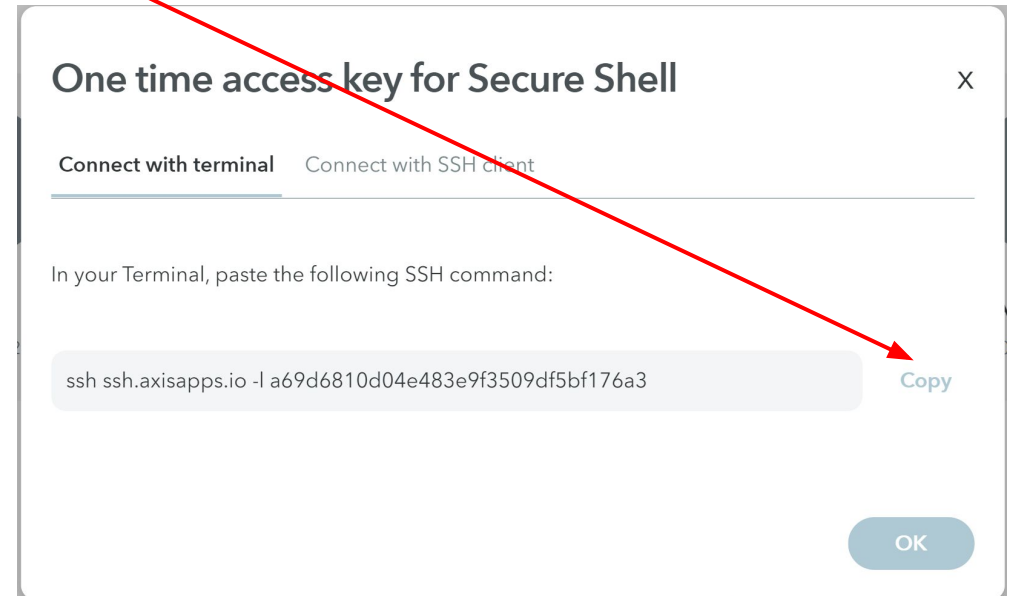 One time access key for Secure Shell
X
Connect with terminal Connect with SSH client
In your Terminal, paste the following SSH command:
ssh ssh.axisapps.io -l a69d6810d04e483e9f3509df5bf176a3
Copy
OK